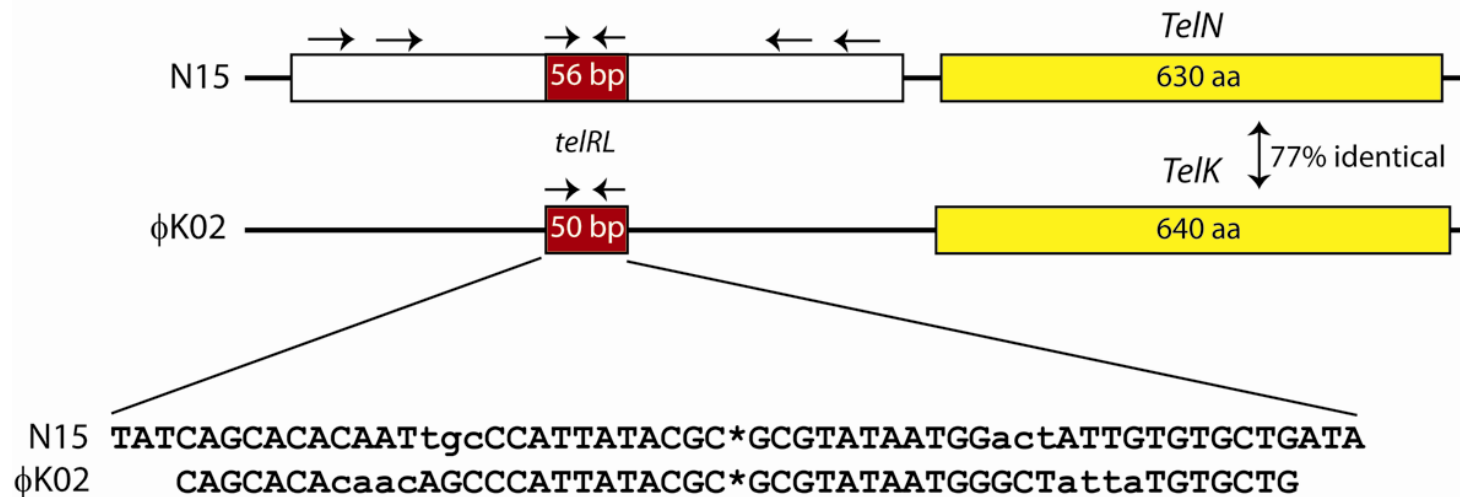 TelN
N15 56 bp 630 aa
telRL
77% identical
TelK
ϕK02 50 bp 640 aa
N15 TATCAGCACACAATtgcCCATTATACGC*GCGTATAATGGactATTGTGTGCTGATA
ϕK02 CAGCACAcaacAGCCCATTATACGC*GCGTATAATGGGCTattaTGTGCTG